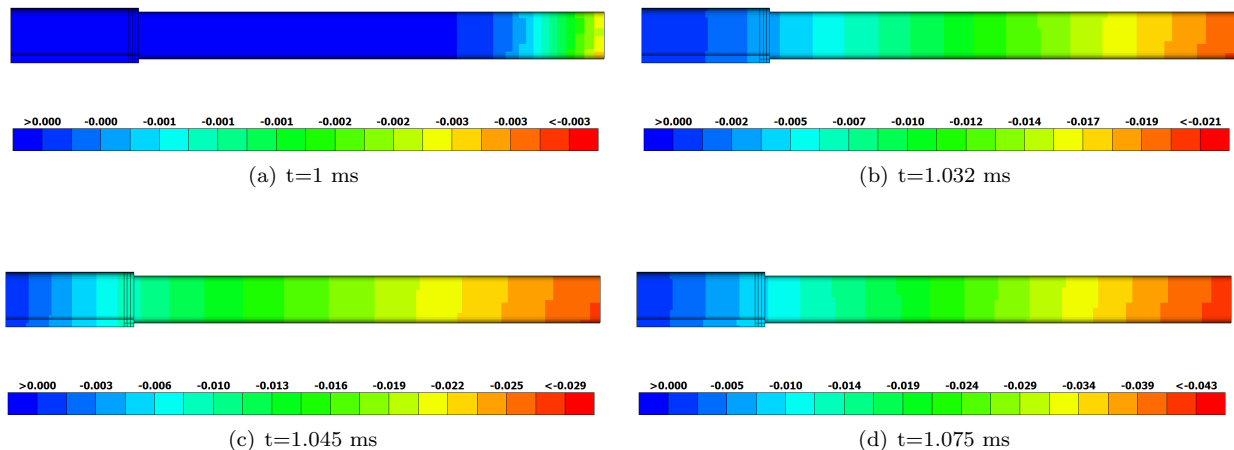 >0.000 -0.000 -0.001 -0.001 -0.001 -0.002 -0.002 -0.003 -0.003 <-0.003
(a) t=1 ms
>0.000 -0.002 -0.005 -0.007 -0.010 -0.012 -0.014 -0.017 -0.019 <-0.021
(b) t=1.032 ms
>0.000 -0.003 -0.006 -0.010 -0.013 -0.016 -0.019 -0.022 -0.025 <-0.029
(c) t=1.045 ms
>0.000 -0.005 -0.010 -0.014 -0.019 -0.024 -0.029 -0.034 -0.039 <-0.043
(d) t=1.075 ms